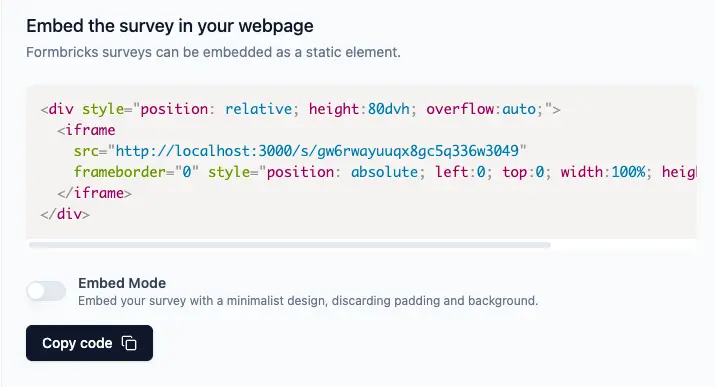 Embed the survey in your webpage
Formbricks surveys can be embedded as a static element.
<div style="position: relative; height:80dvh; overflow:auto;">
  <iframe
    src="http://localhost:3000/s/gw6rwayuuqx8gc5q336w3049"
    frameborder="0" style="position: absolute; left:0; top:0; width:100%; heig
  </iframe>
</div>
Embed Mode
Embed your survey with a minimalist design, discarding padding and background.
Copy code